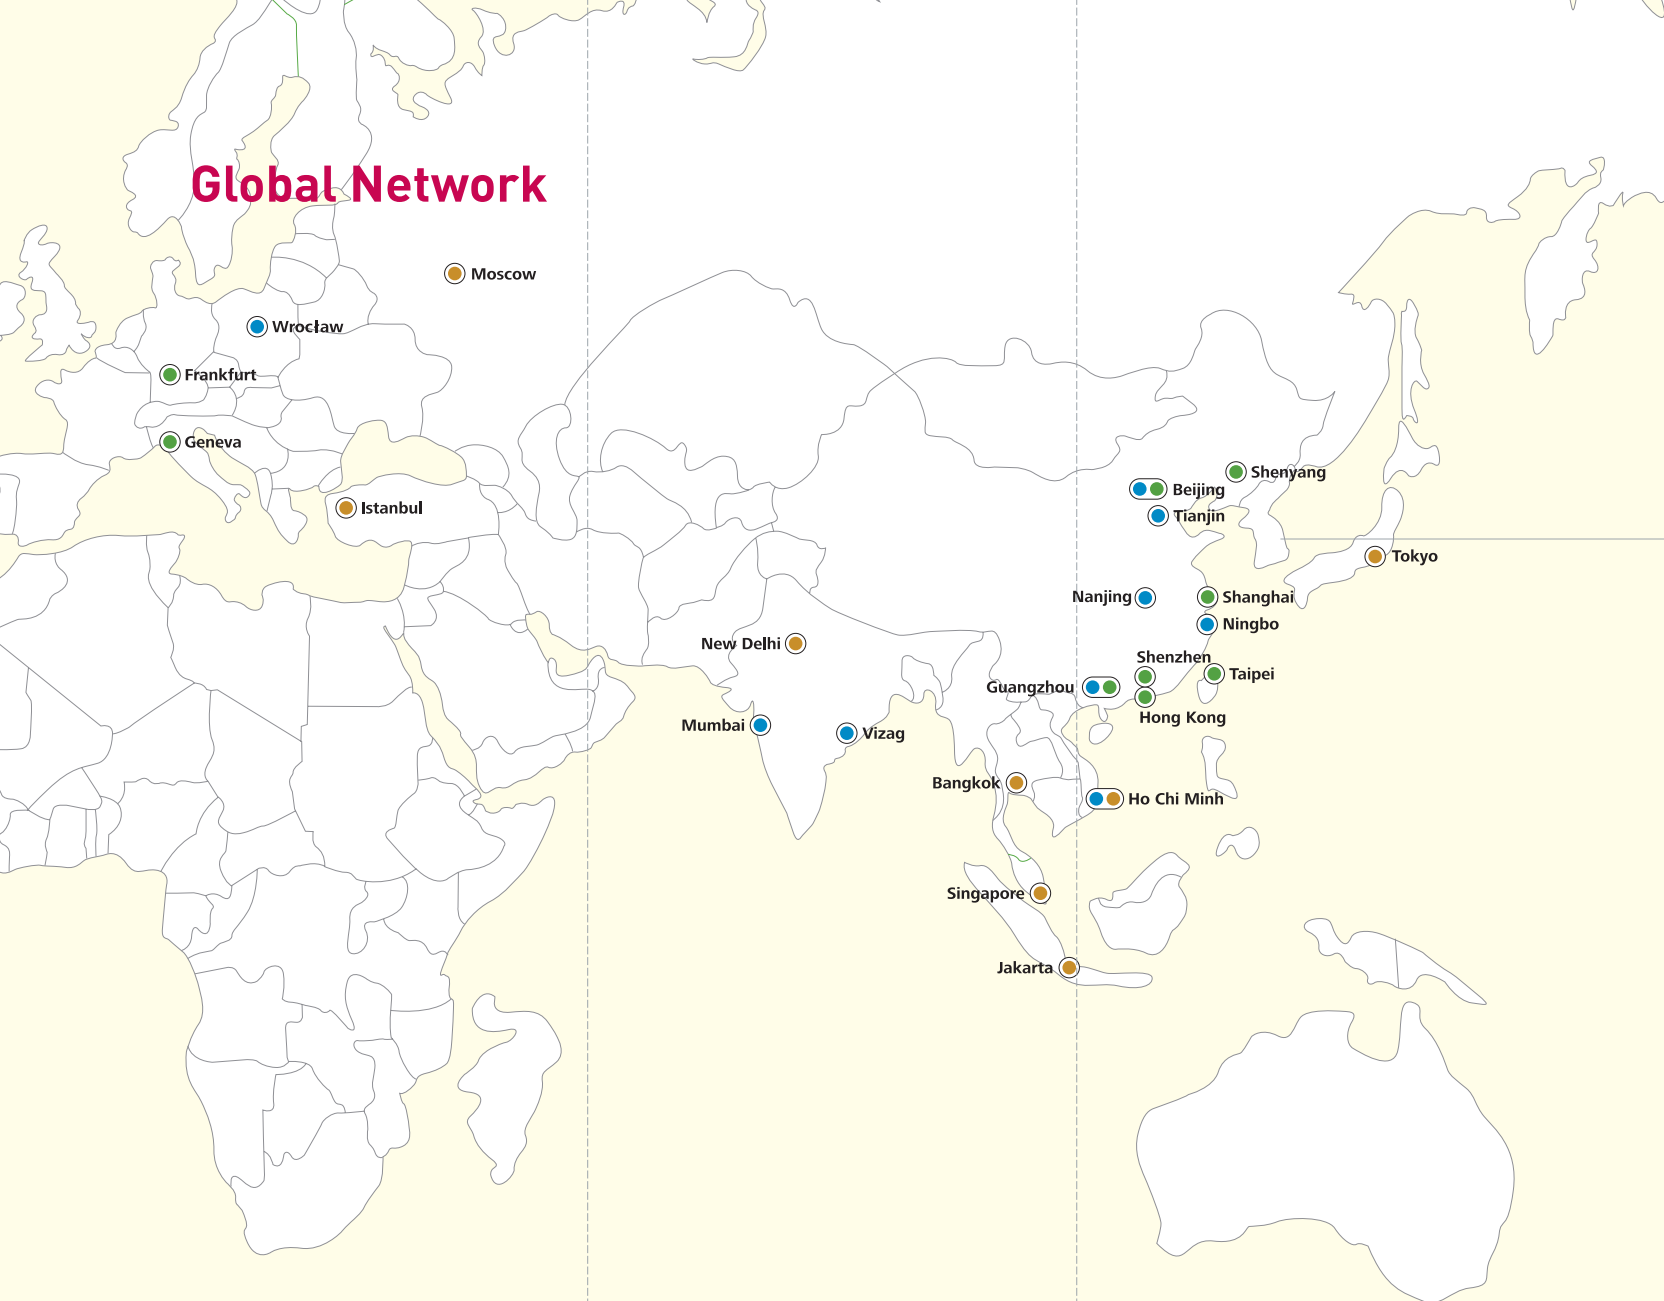 Global Network
Moscow
Wrocław
Frankfurt
Geneva
Shenyang
Beijing
Istanbul
Tianjin
Tokyo
Nanjing
Shanghai
Ningbo
New Delhi
Shenzhen
Taipei
Guangzhou
Hong Kong
Mumbai
Vizag
Bangkok
Ho Chi Minh
Singapore
Jakarta